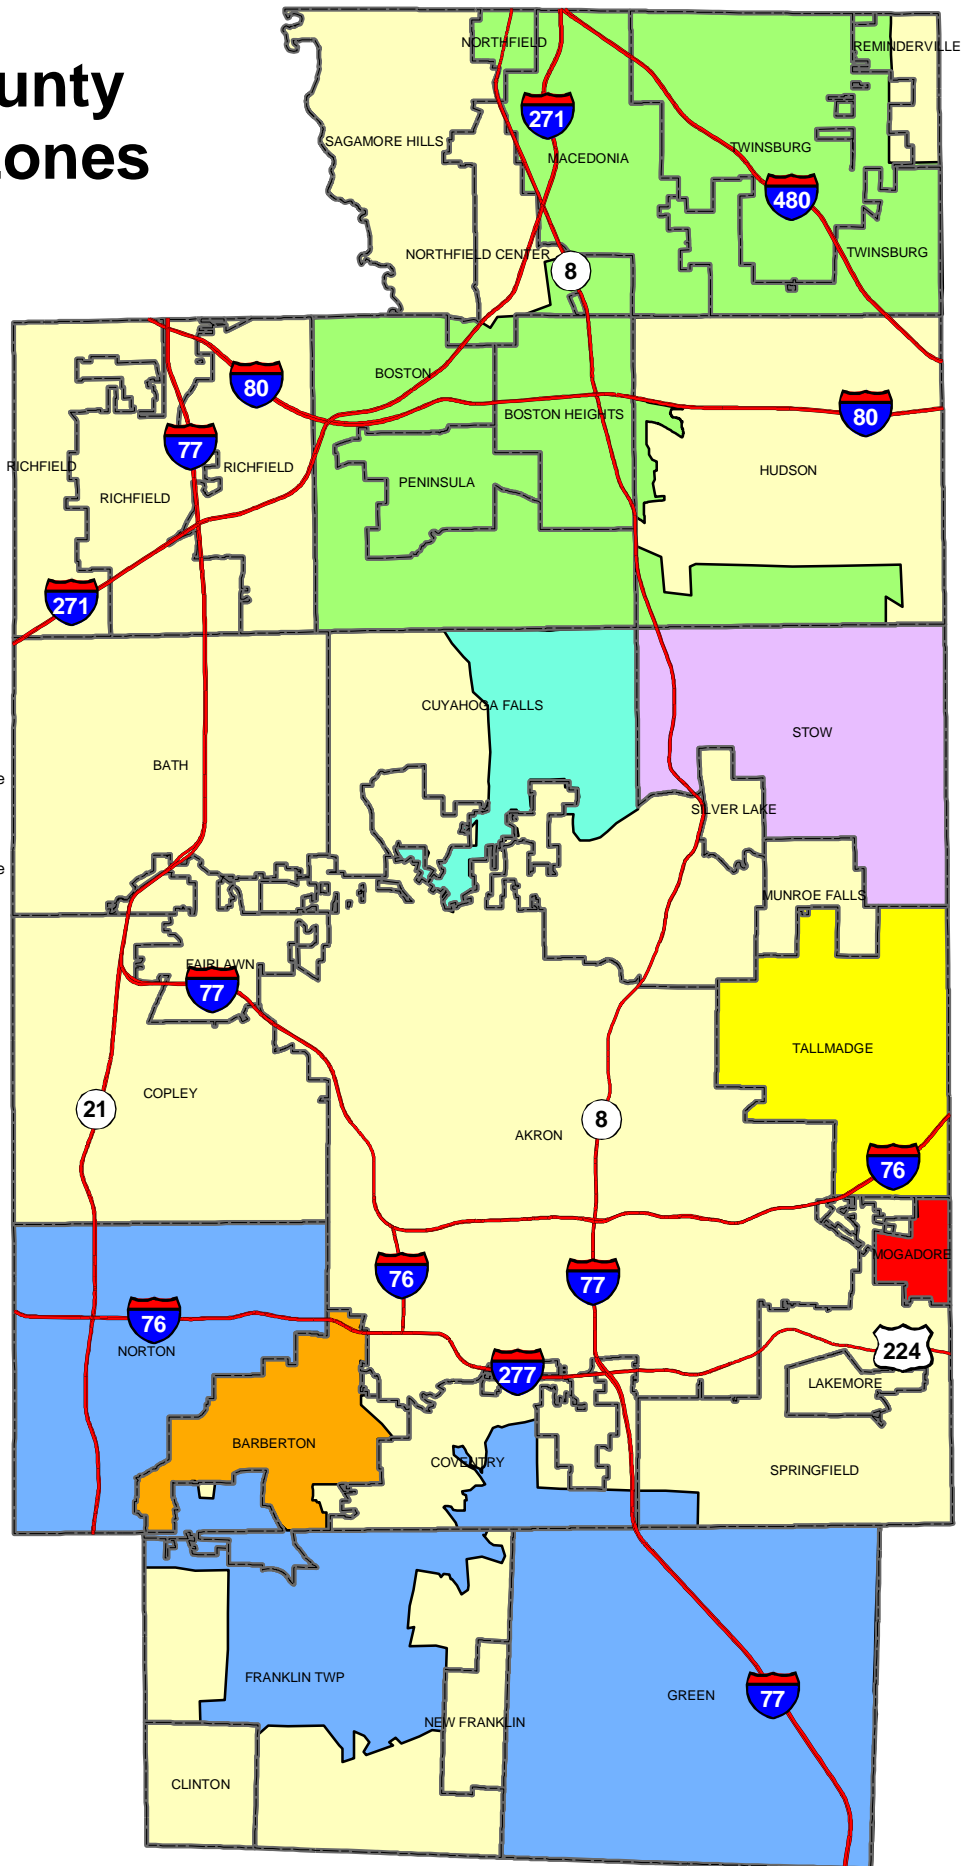 ounty
ones
NORTHFIELD
REMINDERVILLE
271
SAGAMORE HILLS
MACEDONIA
TWINSBURG
480
NORTHFIELD CENTER
8
TWINSBURG
BOSTON
80
80
BOSTON HEIGHTS
77
RICHFIELD
RICHFIELD
RICHFIELD
PENINSULA
HUDSON
271
CUYAHOGA FALLS
STOW
BATH
e
SILVER LAKE
e
MUNROE FALLS
FAIRLAWN
77
TALLMADGE
COPLEY
21
8
AKRON
76
MOGADORE
76
77
76
NORTON
224
277
LAKEMORE
BARBERTON
COVENTRY
SPRINGFIELD
FRANKLIN TWP
GREEN
77
NEW FRANKLIN
CLINTON